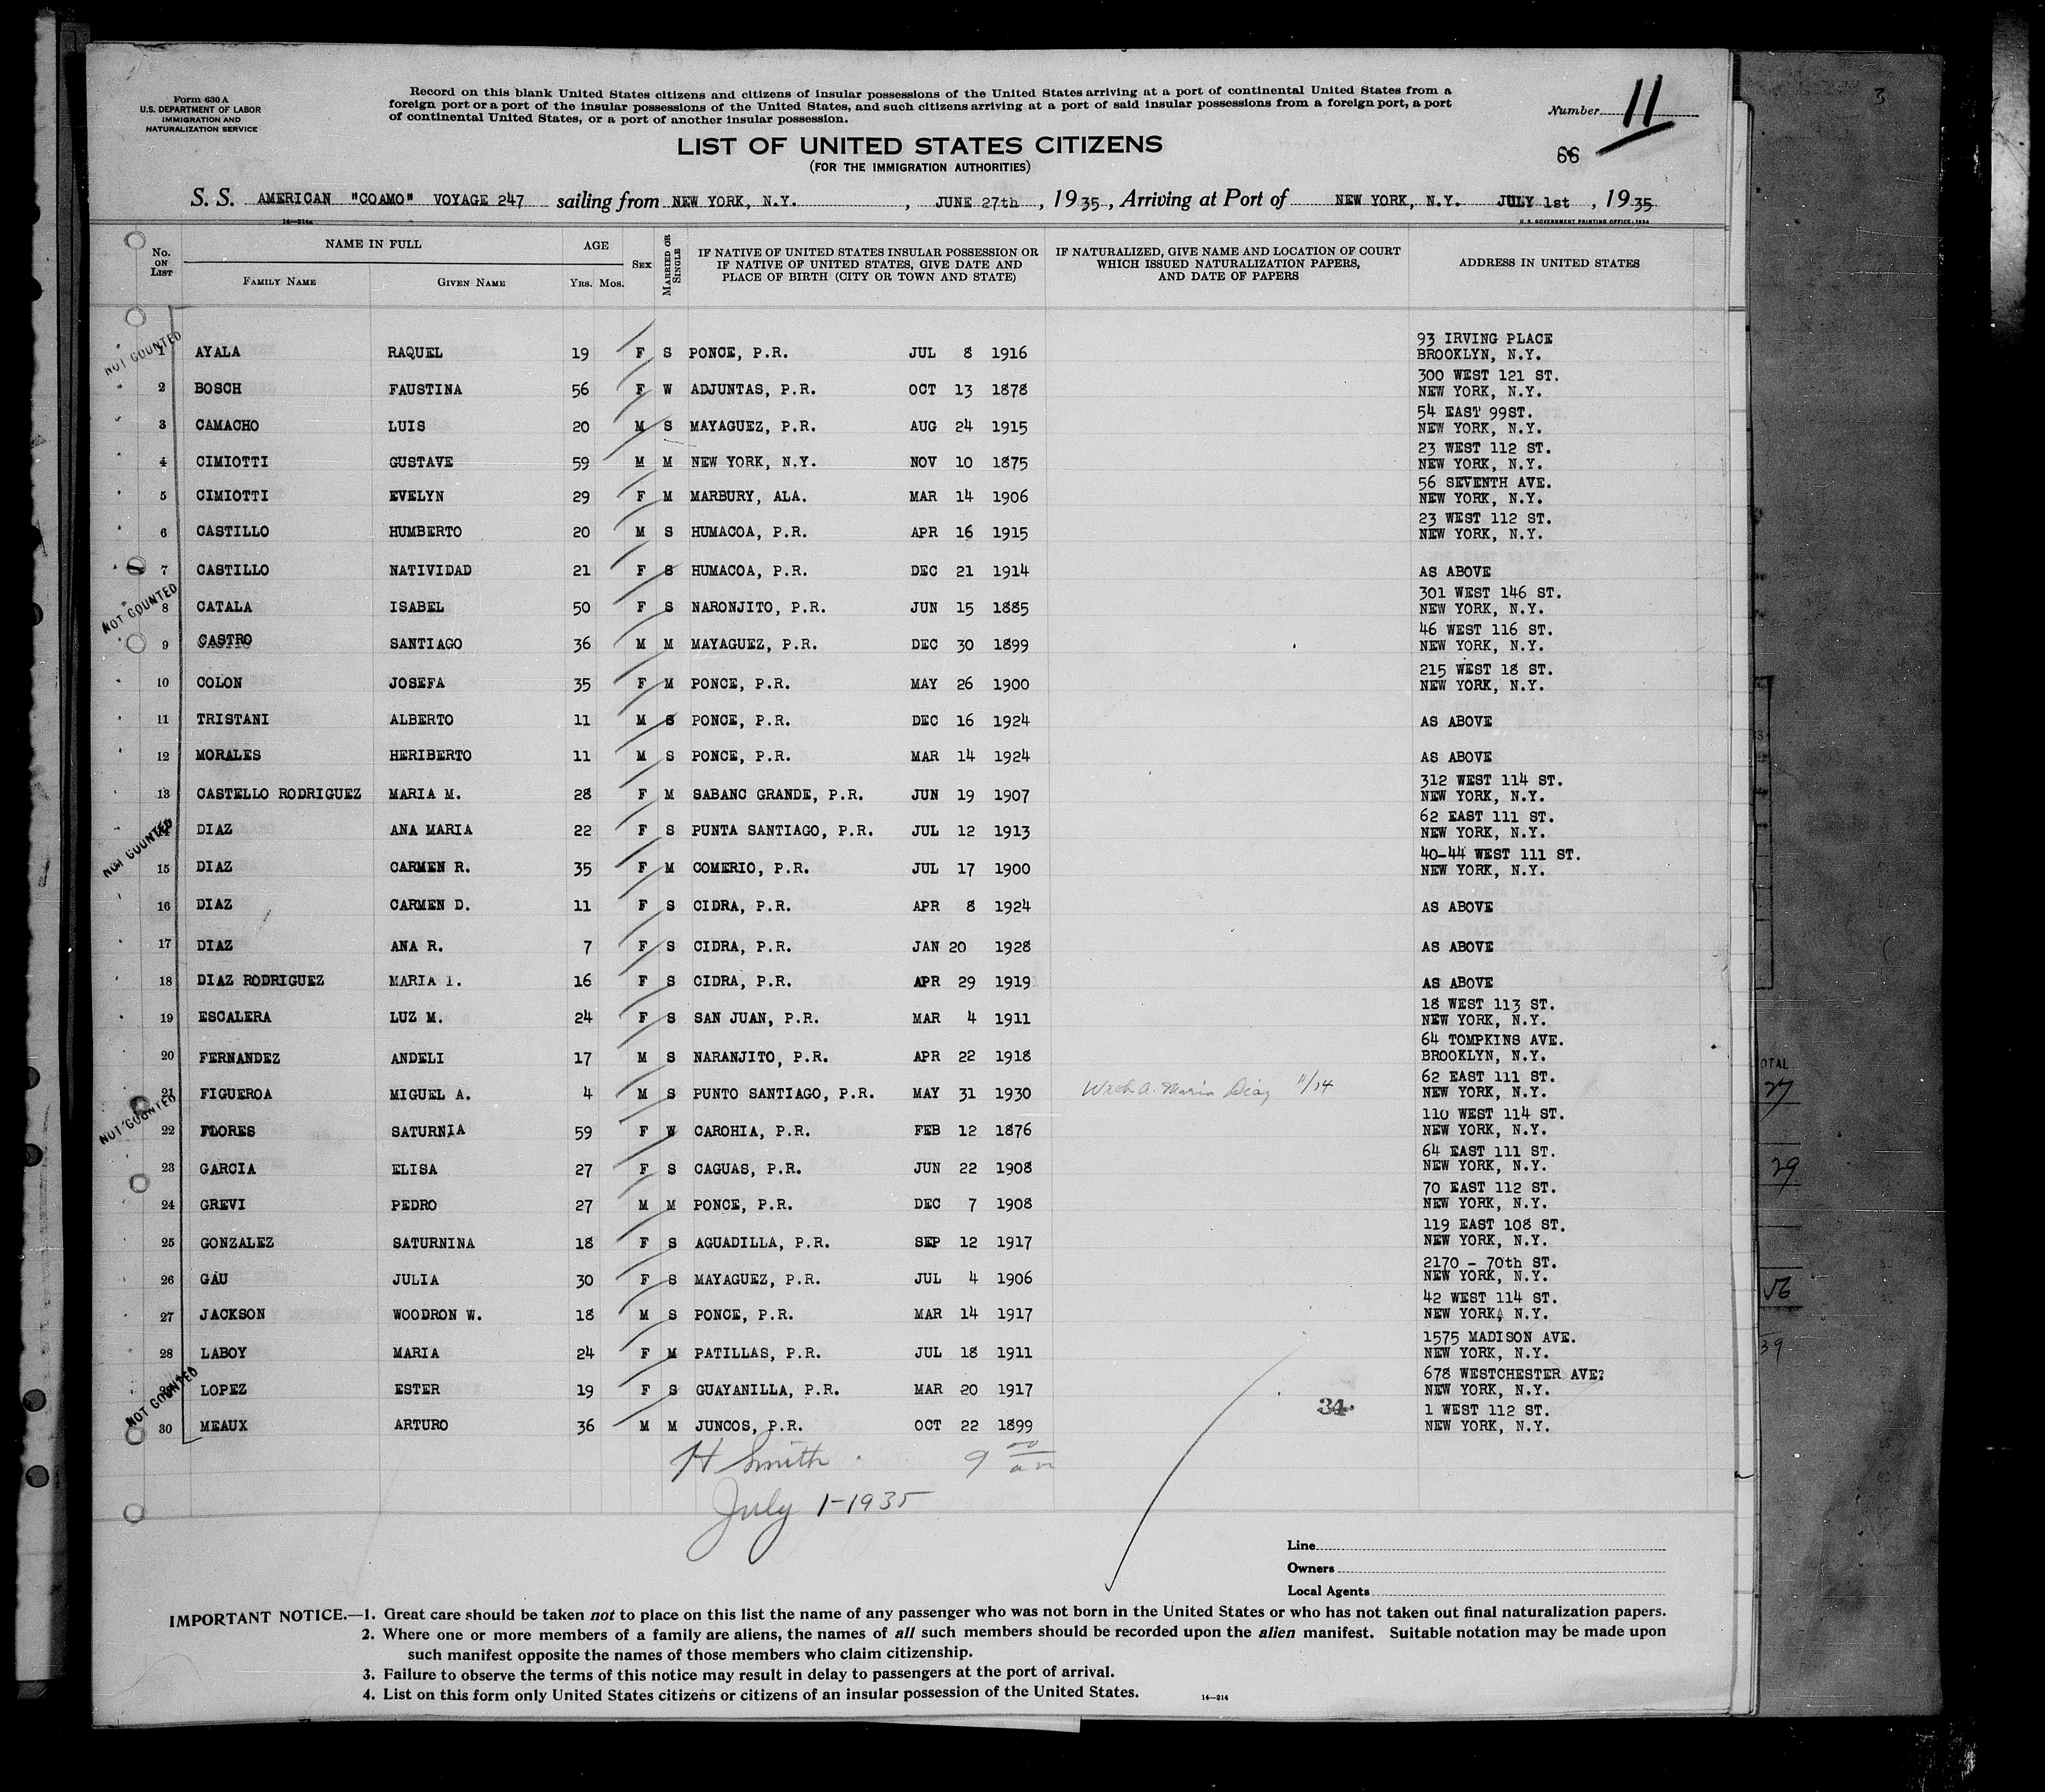 Form 630 A
U.S. DEPARTMENT OF LABOR
IMMIGRATION AND
NATURALIZATION SERVICE
Record on this blank United States citizens and citizens of insular possessions of the United States arriving at a port of continental United States from a
foreign port or a port of the insular possessions of the United States, and such citizens arriving at a port of said insular possessions from a foreign port, a port
of continental United States, or a port of another insular possession.
Number 11
LIST OF UNITED STATES CITIZENS
(FOR THE IMMIGRATION AUTHORITIES)
66
S. S. AMERICAN "COAMO" VOYAGE 247 sailing from NEW YORK, N.Y. , JUNE 27th , 1935, Arriving at Port of NEW YORK, N.Y. JULY 1st , 1935
14—214a
U. S. GOVERNMENT PRINTING OFFICE: 1934
No. ON LIST
NAME IN FULL
FAMILY NAME GIVEN NAME
AGE
YRS. MOS.
SEX
MARRIED OR SINGLE
IF NATIVE OF UNITED STATES INSULAR POSSESSION OR
IF NATIVE OF UNITED STATES, GIVE DATE AND
PLACE OF BIRTH (CITY OR TOWN AND STATE)
IF NATURALIZED, GIVE NAME AND LOCATION OF COURT
WHICH ISSUED NATURALIZATION PAPERS,
AND DATE OF PAPERS
ADDRESS IN UNITED STATES
NOT COUNTED
93 IRVING PLACE
1 AYALA RAQUEL 19 F S PONCE, P.R. JUL 8 1916 BROOKLYN, N.Y.
300 WEST 121 ST.
2 BOSCH FAUSTINA 56 F W ADJUNTAS, P.R. OCT 13 1878 NEW YORK, N.Y.
54 EAST 99ST.
3 CAMACHO LUIS 20 M S MAYAGUEZ, P.R. AUG 24 1915 NEW YORK, N.Y.
23 WEST 112 ST.
4 CIMIOTTI GUSTAVE 59 M M NEW YORK, N.Y. NOV 10 1875 NEW YORK, N.Y.
56 SEVENTH AVE.
5 CIMIOTTI EVELYN 29 F M MARBURY, ALA. MAR 14 1906 NEW YORK, N.Y.
23 WEST 112 ST.
6 CASTILLO HUMBERTO 20 M S HUMACOA, P.R. APR 16 1915 NEW YORK, N.Y.
7 CASTILLO NATIVIDAD 21 F S HUMACOA, P.R. DEC 21 1914 AS ABOVE
NOT COUNTED
301 WEST 146 ST.
8 CATALA ISABEL 50 F S NARONJITO, P.R. JUN 15 1885 NEW YORK, N.Y.
46 WEST 116 ST.
9 CASTRO SANTIAGO 36 M M MAYAGUEZ, P.R. DEC 30 1899 NEW YORK, N.Y.
215 WEST 18 ST.
10 COLON JOSEFA 35 F M PONCE, P.R. MAY 26 1900 NEW YORK, N.Y.
11 TRISTANI ALBERTO 11 M S PONCE, P.R. DEC 16 1924 AS ABOVE
12 MORALES HERIBERTO 11 M S PONCE, P.R. MAR 14 1924 AS ABOVE
312 WEST 114 ST.
13 CASTELLO RODRIGUEZ MARIA M. 28 F M SABANC GRANDE, P.R. JUN 19 1907 NEW YORK, N.Y.
62 EAST 111 ST.
NOT COUNTED
DIAZ ANA MARIA 22 F S PUNTA SANTIAGO, P.R. JUL 12 1913 NEW YORK, N.Y.
40-44 WEST 111 ST.
15 DIAZ CARMEN R. 35 F M COMERIO, P.R. JUL 17 1900 NEW YORK, N.Y.
16 DIAZ CARMEN D. 11 F S CIDRA, P.R. APR 8 1924 AS ABOVE
17 DIAZ ANA R. 7 F S CIDRA, P.R. JAN 20 1928 AS ABOVE
18 DIAZ RODRIGUEZ MARIA I. 16 F S CIDRA, P.R. APR 29 1919 AS ABOVE
18 WEST 113 ST.
19 ESCALERA LUZ M. 24 F S SAN JUAN, P.R. MAR 4 1911 NEW YORK, N.Y.
64 TOMPKINS AVE.
20 FERNANDEZ ANDELI 17 M S NARANJITO, P.R. APR 22 1918 BROOKLYN, N.Y.
62 EAST 111 ST.
21 FIGUEROA MIGUEL A. 4 M S PUNTO SANTIAGO, P.R. MAY 31 1930 A. Maria Diaz 11/14 NEW YORK, N.Y.
NOT COUNTED
110 WEST 114 ST.
22 FLORES SATURNIA 59 F W CAROHIA, P.R. FEB 12 1876 NEW YORK, N.Y.
64 EAST 111 ST.
23 GARCIA ELISA 27 F S CAGUAS, P.R. JUN 22 1908 NEW YORK, N.Y.
70 EAST 112 ST.
24 GREVI PEDRO 27 M M PONCE, P.R. DEC 7 1908 NEW YORK, N.Y.
119 EAST 108 ST.
25 GONZALEZ SATURNINA 18 F S AGUADILLA, P.R. SEP 12 1917 NEW YORK, N.Y.
2170 - 70th ST.
26 GAU JULIA 30 F S MAYAGUEZ, P.R. JUL 4 1906 NEW YORK, N.Y.
42 WEST 114 ST.
27 JACKSON WOODRON W. 18 M S PONCE, P.R. MAR 14 1917 NEW YORK, N.Y.
1575 MADISON AVE.
28 LABOY MARIA 24 F M PATILLAS, P.R. JUL 18 1911 NEW YORK, N.Y.
678 WESTCHESTER AVE?
NOT COUNTED
LOPEZ ESTER 19 F S GUAYANILLA, P.R. MAR 20 1917 NEW YORK, N.Y.
34
1 WEST 112 ST.
30 MEAUX ARTURO 36 M M JUNCOS, P.R. OCT 22 1899 NEW YORK, N.Y.
H Smith 9 00 am
July 1-1935
Line
Owners
Local Agents
IMPORTANT NOTICE.—1. Great care should be taken not to place on this list the name of any passenger who was not born in the United States or who has not taken out final naturalization papers.
2. Where one or more members of a family are aliens, the names of all such members should be recorded upon the alien manifest. Suitable notation may be made upon
such manifest opposite the names of those members who claim citizenship.
3. Failure to observe the terms of this notice may result in delay to passengers at the port of arrival.
4. List on this form only United States citizens or citizens of an insular possession of the United States.
14—214
3
OTAL
27
29
56
39